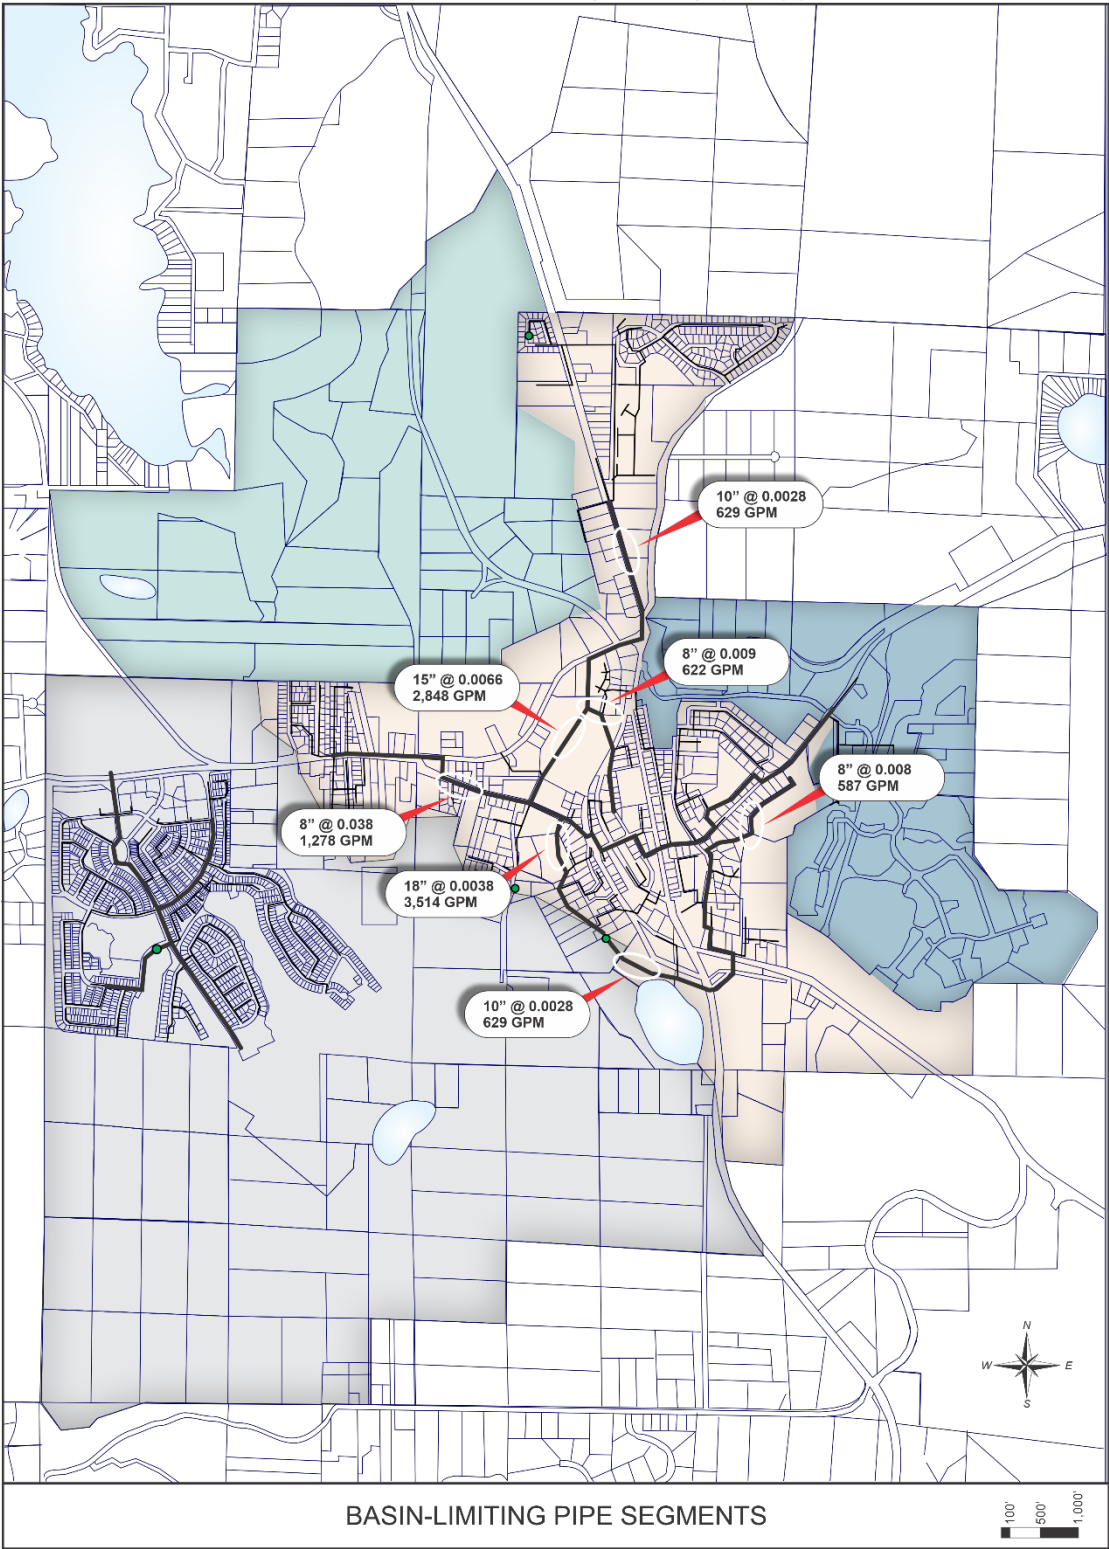 10” @ 0.0028
629 GPM
8” @ 0.009
622 GPM
15” @ 0.0066
2,848 GPM
8” @ 0.008
587 GPM
8” @ 0.038
1,278 GPM
18” @ 0.0038
3,514 GPM
10” @ 0.0028
629 GPM
N
W
E
S
BASIN-LIMITING PIPE SEGMENTS
100'
500'
1,000'